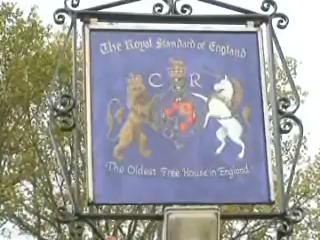 The Royal Standard of England
C R
The Oldest Free House in England